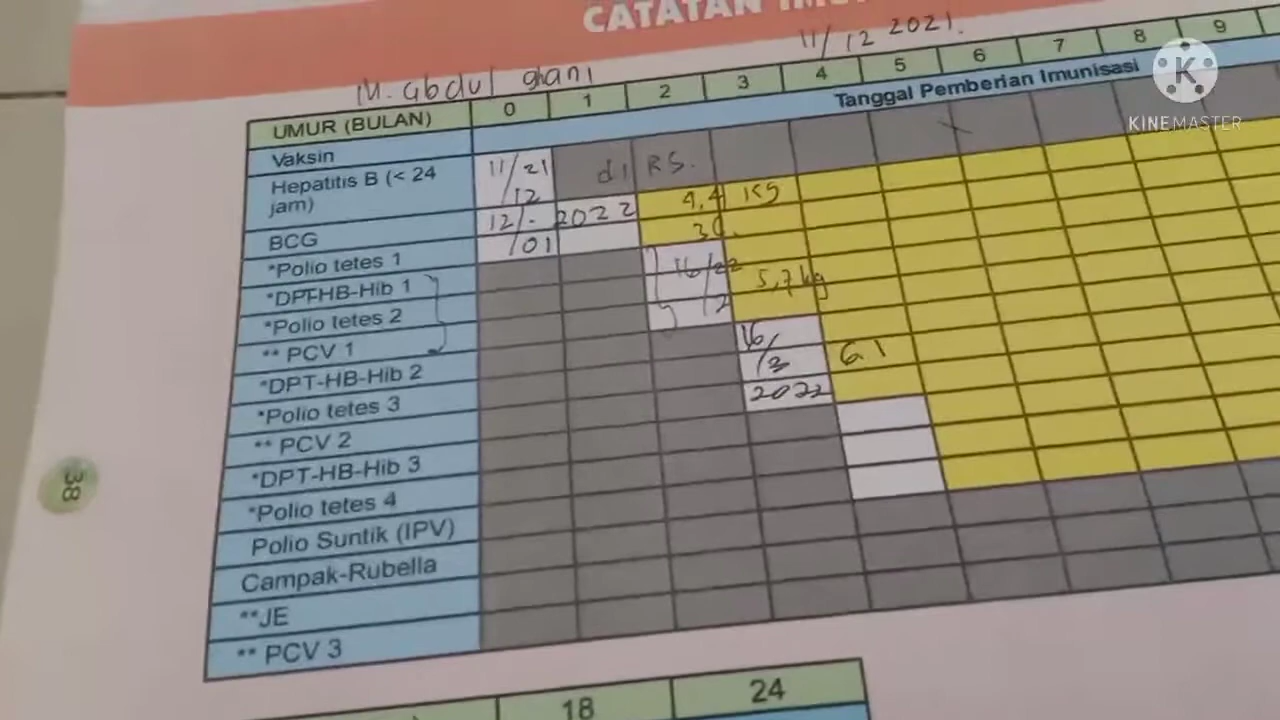 CATATAN
11/12 2021.
M. Abdul ghani
UMUR (BULAN) 0 1 2 3 4 5 6 7 8 9
Vaksin Tanggal Pemberian Imunisasi
Hepatitis B (< 24 jam) 11/12 21 di RS.
BCG 12/01 - 2022 4,4 KG
*Polio tetes 1
*DPT-HB-Hib 1 16/2 22 5,7 kg
*Polio tetes 2
** PCV 1
*DPT-HB-Hib 2 16/3 2022 6.1
*Polio tetes 3
** PCV 2
*DPT-HB-Hib 3
*Polio tetes 4
Polio Suntik (IPV)
Campak-Rubella
**JE
** PCV 3
38
18 24
K
KINEMASTER